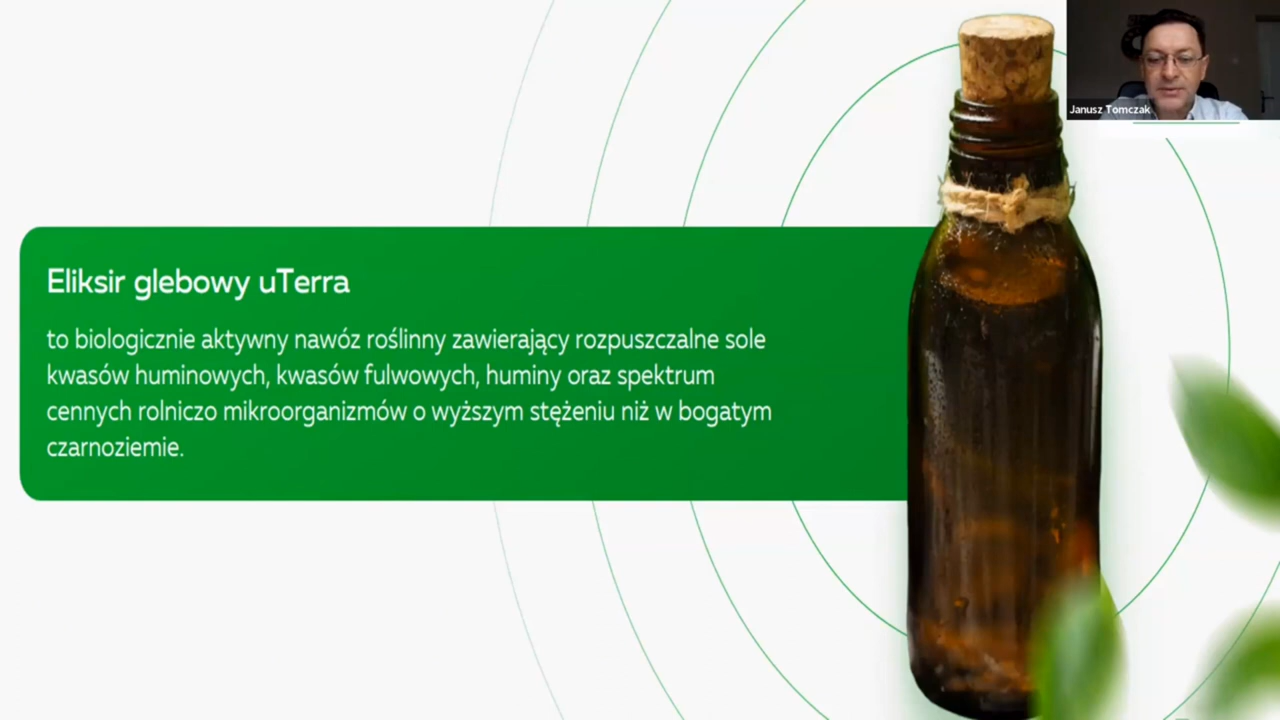 Janusz Tomczak
Eliksir glebowy uTerra
to biologicznie aktywny nawóz roślinny zawierający rozpuszczalne sole
kwasów huminowych, kwasów fulwowych, huminy oraz spektrum
cennych rolniczo mikroorganizmów o wyższym stężeniu niż w bogatym
czarnoziemie.